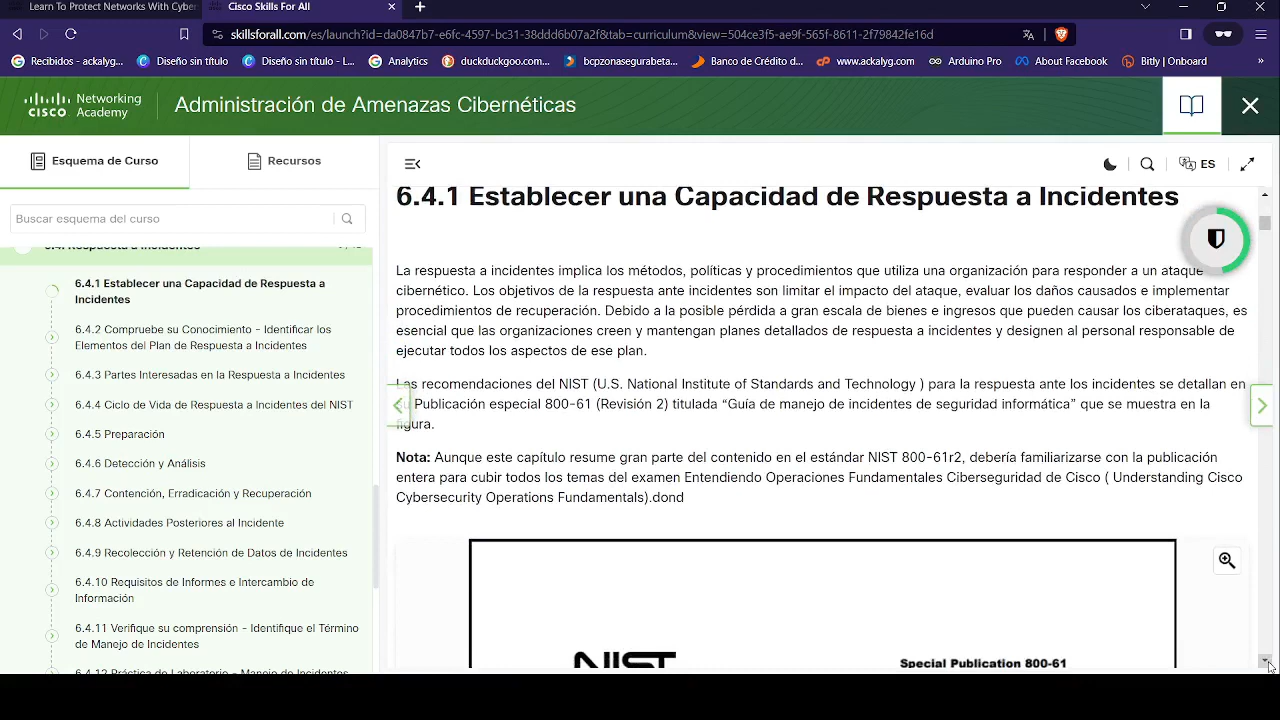 Learn To Protect Networks With Cyber
Cisco Skills For All
skillsforall.com/es/launch?id=da0847b7-e6fc-4597-bc31-38ddd6b07a2f&tab=curriculum&view=504ce3f5-ae9f-565f-8611-2f79842fe16d
Recibidos - ackalyg... Diseño sin título Diseño sin título - L... Analytics duckduckgoo.com... bcpzonasegurabeta... Banco de Crédito d... www.ackalyg.com Arduino Pro About Facebook Bitly | Onboard »
cisco Networking Academy
Administración de Amenazas Cibernéticas
Esquema de Curso
Recursos
ES
Buscar esquema del curso
6.4.1 Establecer una Capacidad de Respuesta a
Incidentes
6.4.2 Compruebe su Conocimiento - Identificar los
Elementos del Plan de Respuesta a Incidentes
6.4.3 Partes Interesadas en la Respuesta a Incidentes
6.4.4 Ciclo de Vida de Respuesta a Incidentes del NIST
6.4.5 Preparación
6.4.6 Detección y Análisis
6.4.7 Contención, Erradicación y Recuperación
6.4.8 Actividades Posteriores al Incidente
6.4.9 Recolección y Retención de Datos de Incidentes
6.4.10 Requisitos de Informes e Intercambio de
Información
6.4.11 Verifique su comprensión - Identifique el Término
de Manejo de Incidentes
6.4.12 Práctica de Laboratorio - Manejo de Incidentes
6.4.1 Establecer una Capacidad de Respuesta a Incidentes
La respuesta a incidentes implica los métodos, políticas y procedimientos que utiliza una organización para responder a un ataque
cibernético. Los objetivos de la respuesta ante incidentes son limitar el impacto del ataque, evaluar los daños causados e implementar
procedimientos de recuperación. Debido a la posible pérdida a gran escala de bienes e ingresos que pueden causar los ciberataques, es
esencial que las organizaciones creen y mantengan planes detallados de respuesta a incidentes y designen al personal responsable de
ejecutar todos los aspectos de ese plan.
Las recomendaciones del NIST (U.S. National Institute of Standards and Technology ) para la respuesta ante los incidentes se detallan en
su Publicación especial 800-61 (Revisión 2) titulada “Guía de manejo de incidentes de seguridad informática” que se muestra en la
figura.
Nota: Aunque este capítulo resume gran parte del contenido en el estándar NIST 800-61r2, debería familiarizarse con la publicación
entera para cubrir todos los temas del examen Entendiendo Operaciones Fundamentales Ciberseguridad de Cisco ( Understanding Cisco
Cybersecurity Operations Fundamentals).dond
NIST
Special Publication 800-61